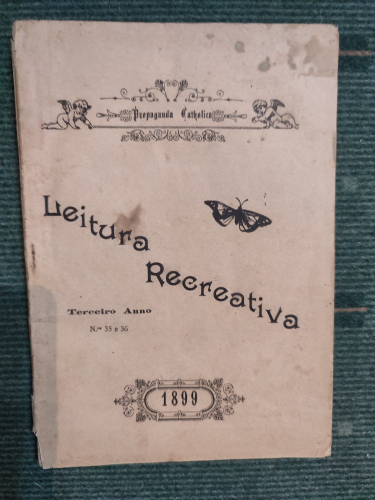 Propaganda Catholica
Leitura
Recreativa
Terceiro Anno
N.os 35 e 36
1899